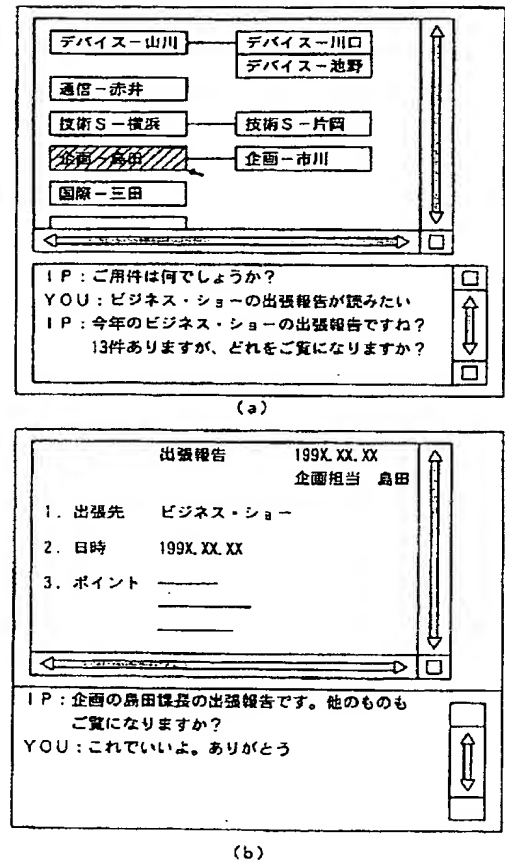 デバイス－山川 デバイス－川口
デバイス－池野
通信－赤井
技術S－横浜 技術S－片岡
企画－島田 企画－市川
国際－三田
IP：ご用件は何でしょうか？
YOU：ビジネス・ショーの出張報告が読みたい
IP：今年のビジネス・ショーの出張報告ですね？
13件ありますが、どれをご覧になりますか？
(a)
出張報告 199X.XX.XX
企画担当 島田
1．出張先 ビジネス・ショー
2．日時 199X.XX.XX
3．ポイント
IP：企画の島田課長の出張報告です。他のものも
ご覧になりますか？
YOU：これでいいよ。ありがとう
(b)